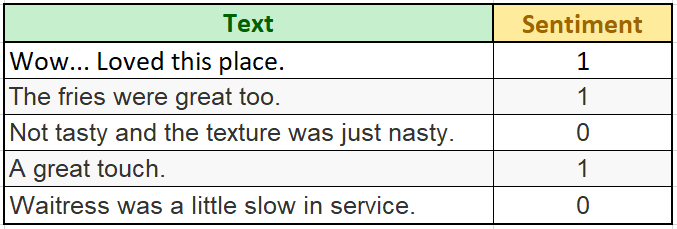 Text Sentiment
Wow... Loved this place. 1
The fries were great too. 1
Not tasty and the texture was just nasty. 0
A great touch. 1
Waitress was a little slow in service. 0